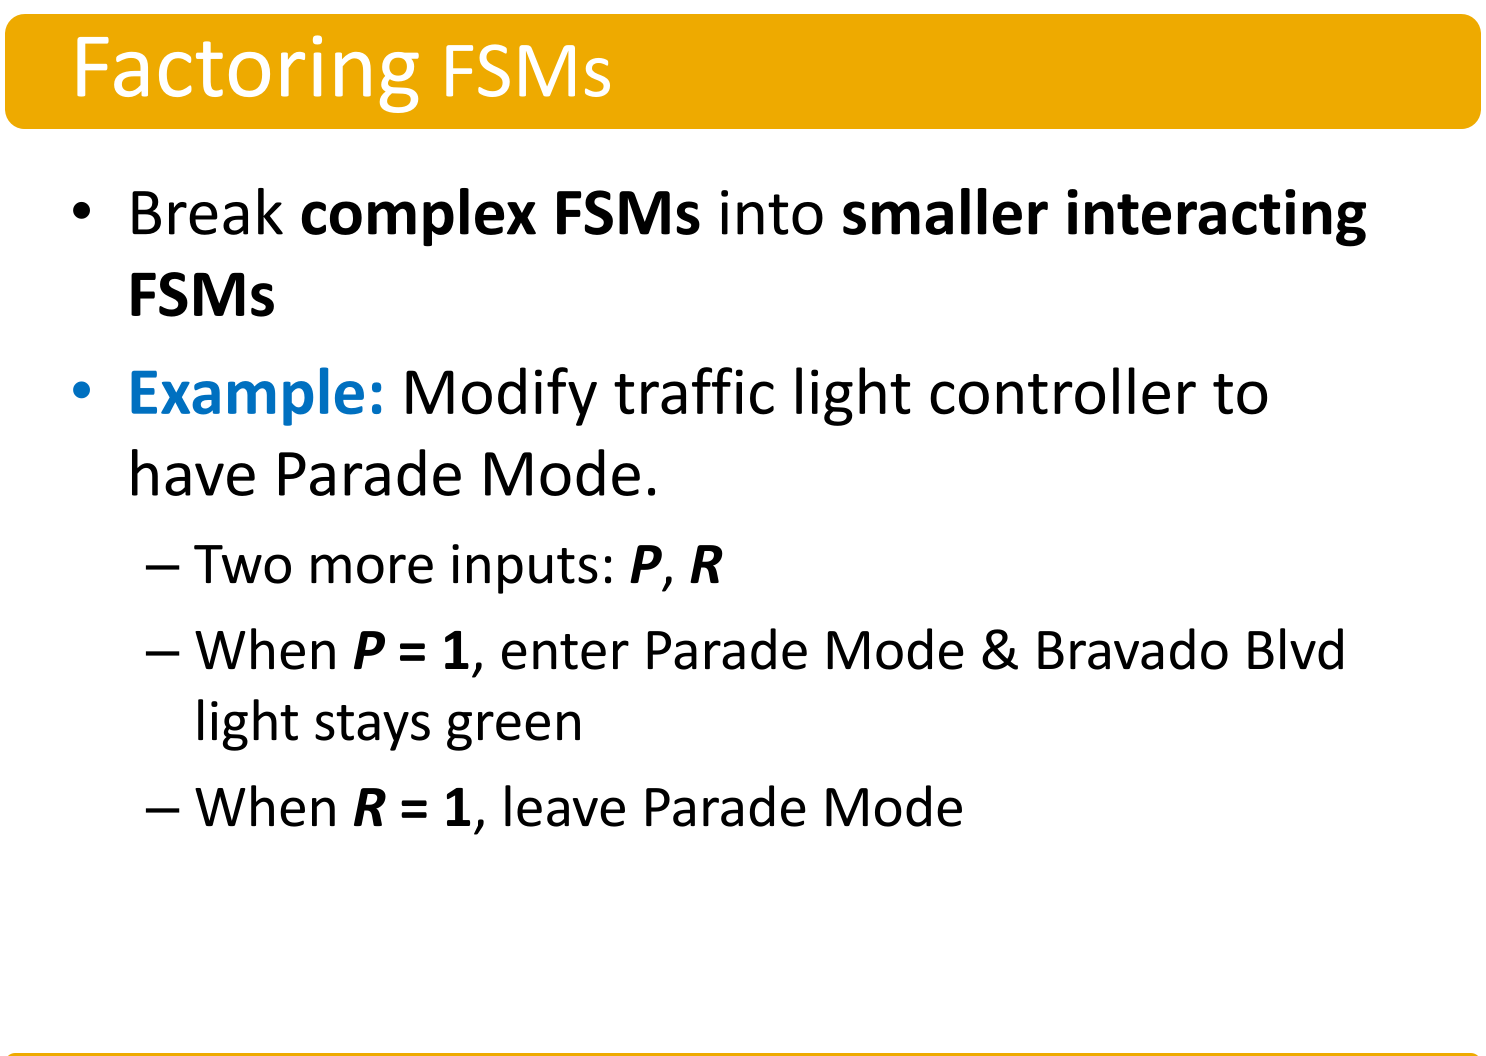 Factoring FSMs
• Break complex FSMs into smaller interacting
FSMs
• Example: Modify traffic light controller to
have Parade Mode.
– Two more inputs: P, R
– When P = 1, enter Parade Mode & Bravado Blvd
light stays green
– When R = 1, leave Parade Mode